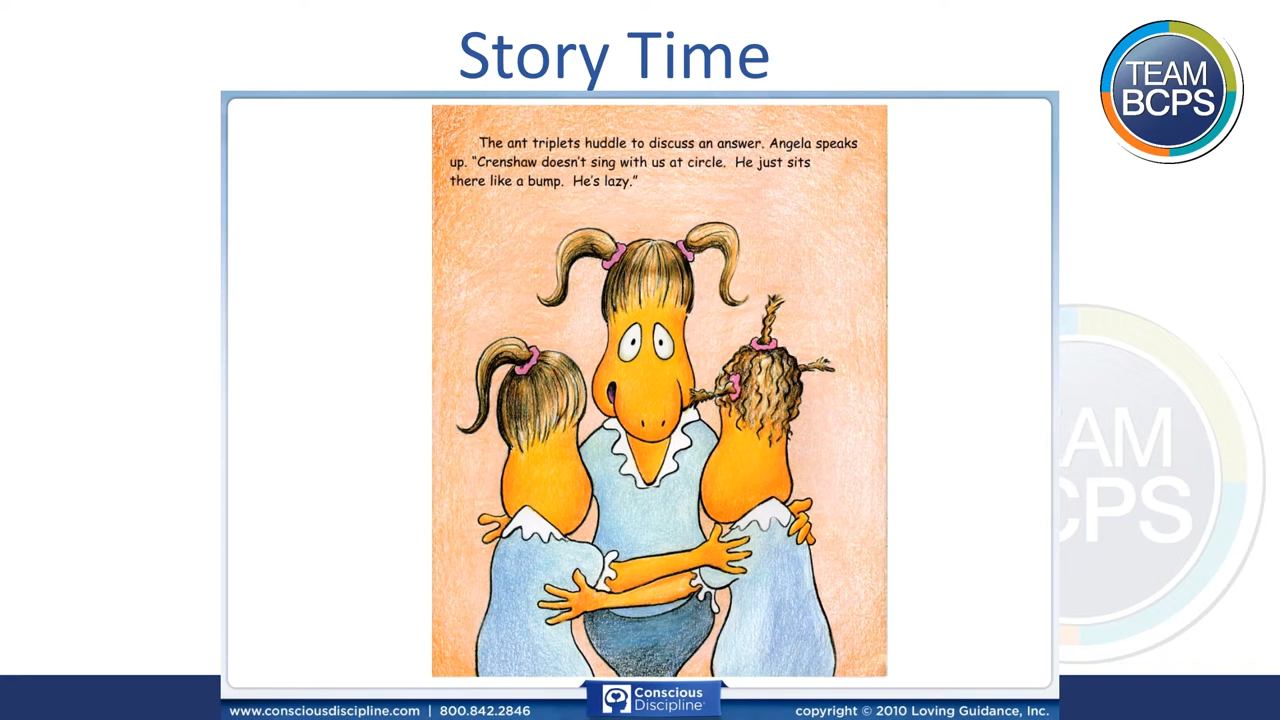 Story Time
TEAM
BCPS
The ant triplets huddle to discuss an answer. Angela speaks
up. “Crenshaw doesn’t sing with us at circle. He just sits
there like a bump. He’s lazy.”
TEAM
BCPS
www.consciousdiscipline.com | 800.842.2846
Conscious
Discipline®
copyright © 2010 Loving Guidance, Inc.